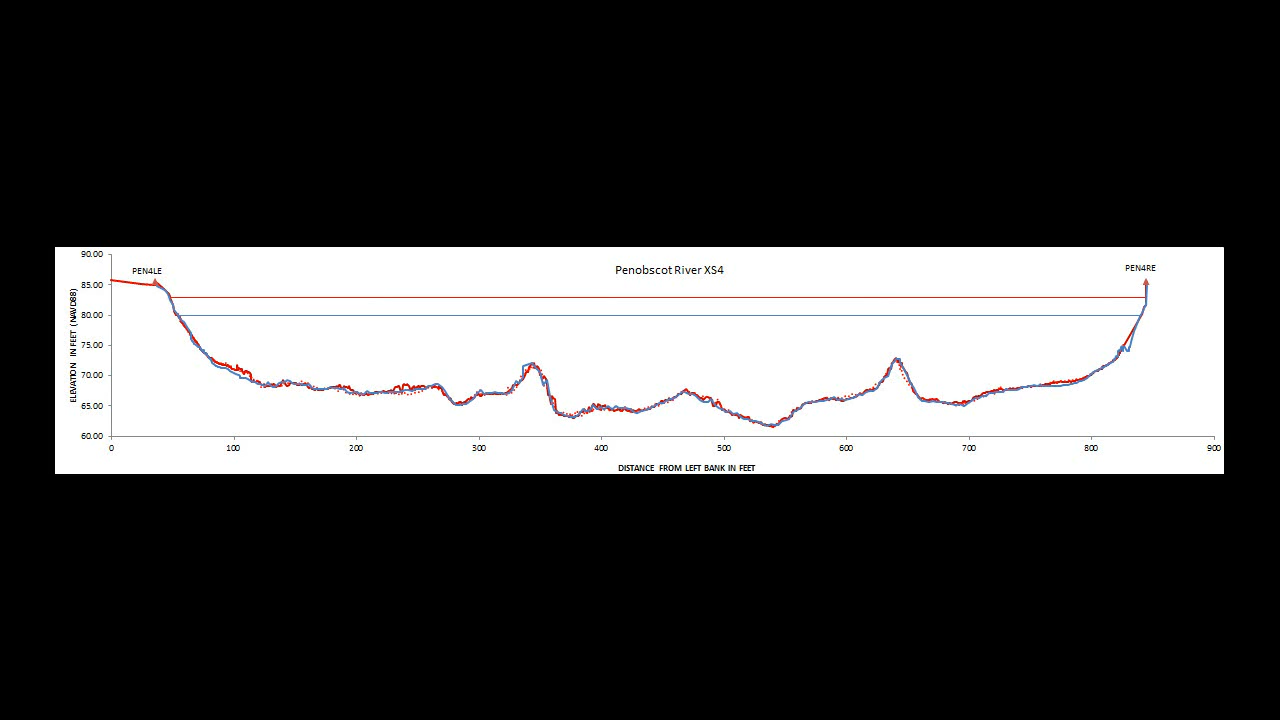 90.00
PEN4LE
Penobscot River XS4
PEN4RE
85.00
80.00
75.00
70.00
65.00
60.00
ELEVATION IN FEET (NAVD88)
0 100 200 300 400 500 600 700 800 900
DISTANCE FROM LEFT BANK IN FEET